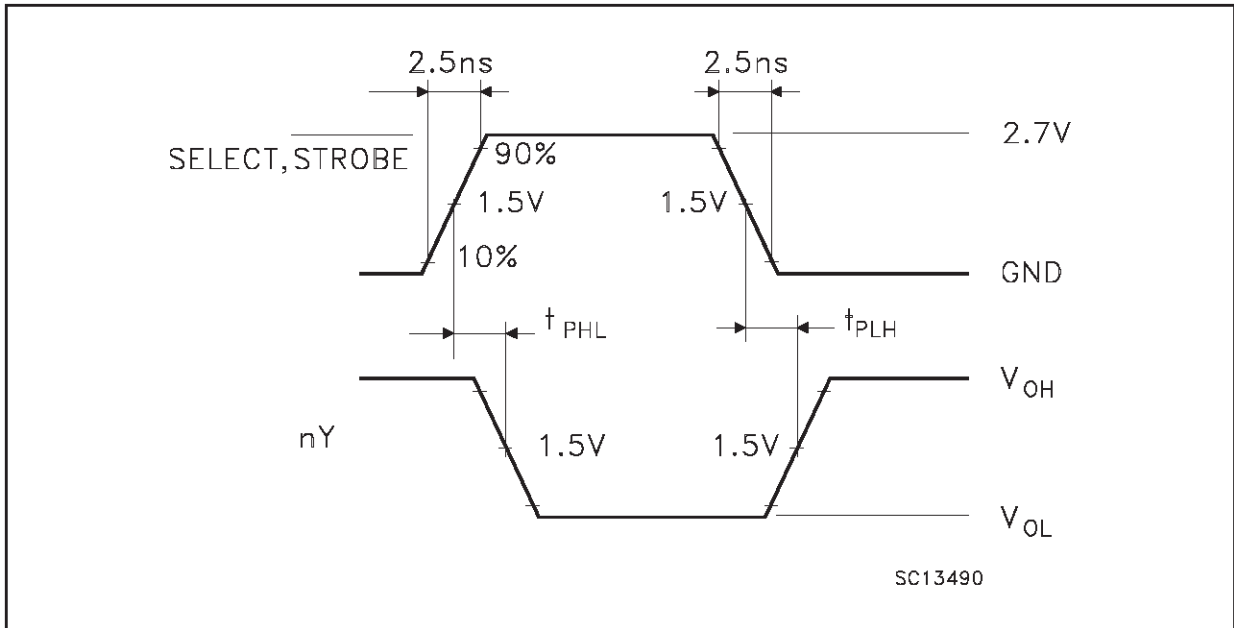 2.5ns 2.5ns
2.7V
SELECT, STROBE
90%
1.5V 1.5V
10%
GND
tPHL tPLH
VOH
nY
1.5V 1.5V
VOL
SC13490